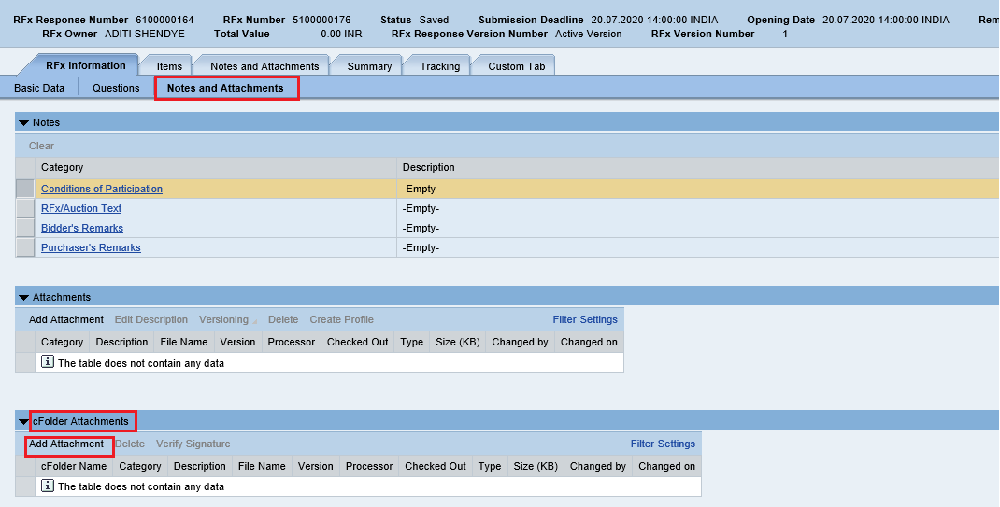 RFx Response Number 6100000164 RFx Number 5100000176 Status Saved Submission Deadline 20.07.2020 14:00:00 INDIA Opening Date 20.07.2020 14:00:00 INDIA Rem
RFx Owner ADITI SHENDYE Total Value 0.00 INR RFx Response Version Number Active Version RFx Version Number 1
RFx Information Items Notes and Attachments Summary Tracking Custom Tab
Basic Data Questions Notes and Attachments
Notes
Clear
Category Description
Conditions of Participation -Empty-
RFx/Auction Text -Empty-
Bidder's Remarks -Empty-
Purchaser's Remarks -Empty-
Attachments
Add Attachment Edit Description Versioning Delete Create Profile Filter Settings
Category Description File Name Version Processor Checked Out Type Size (KB) Changed by Changed on
The table does not contain any data
cFolder Attachments
Add Attachment Delete Verify Signature Filter Settings
cFolder Name Category Description File Name Version Processor Checked Out Type Size (KB) Changed by Changed on
The table does not contain any data